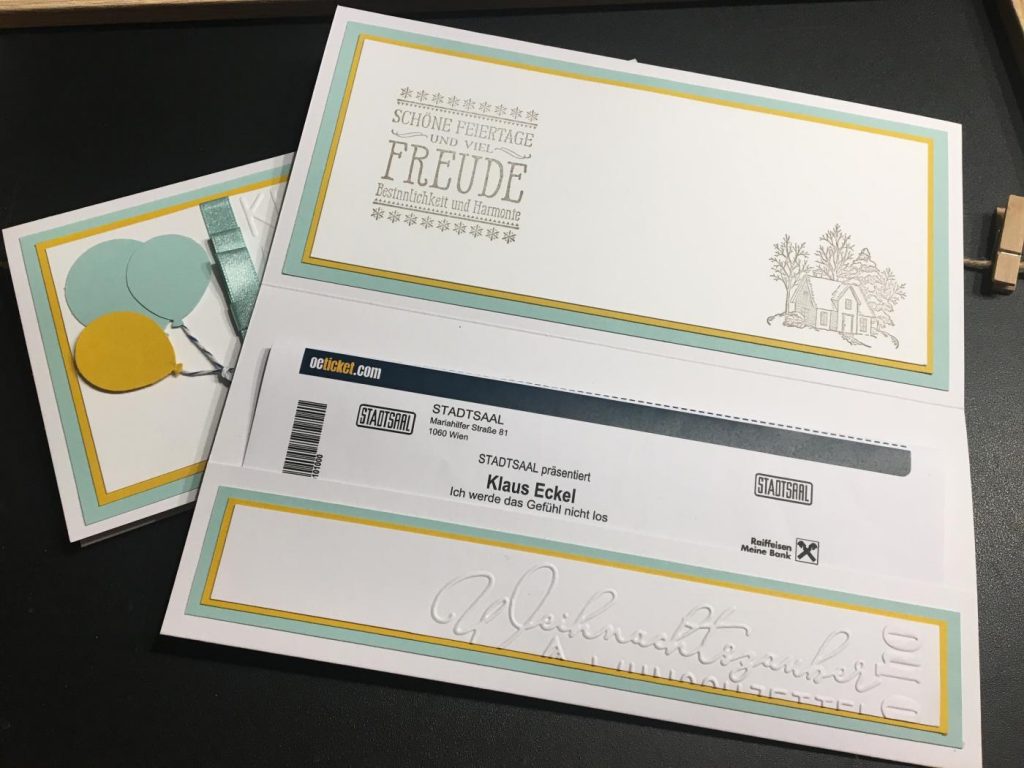 SCHÖNE FEIERTAGE
UND VIEL
FREUDE
Besinnlichkeit und Harmonie
oeticket.com
STADTSAAL
STADTSAAL
Mariahilfer Straße 81
1060 Wien
STADTSAAL präsentiert
Klaus Eckel
Ich werde das Gefühl nicht los
STADTSAAL
Raiffeisen
Meine Bank
Weihnachtszauber